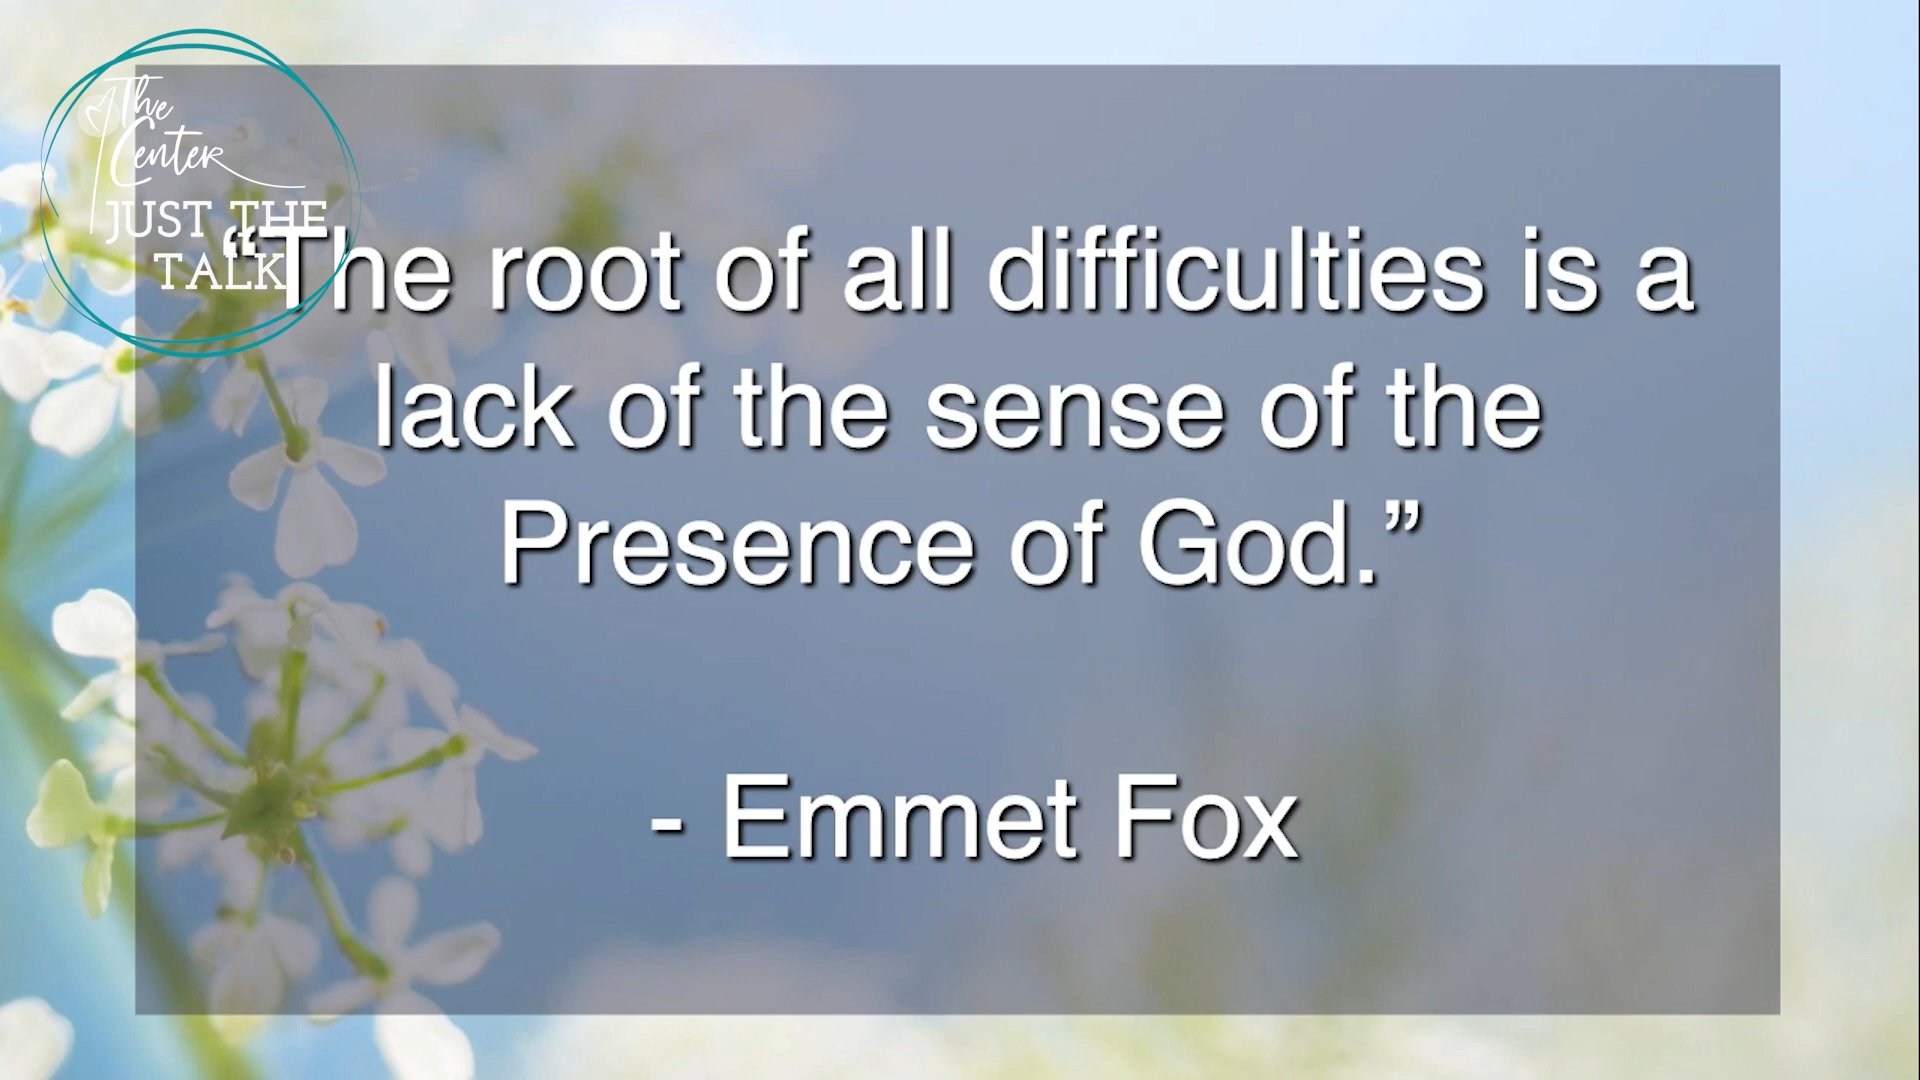 The
Center
JUST THE
TALK
“The root of all difficulties is a
lack of the sense of the
Presence of God.”
- Emmet Fox